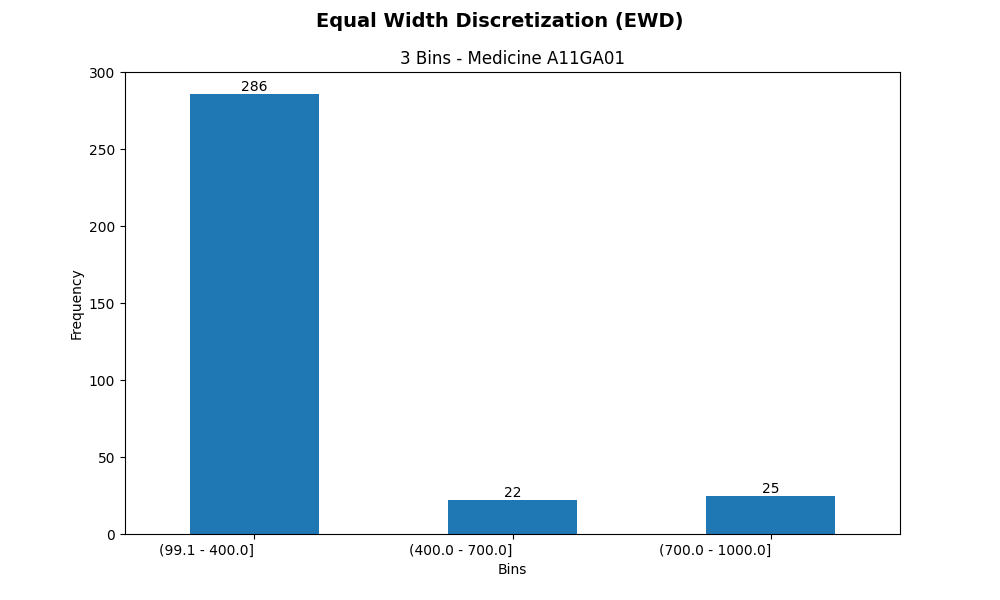 Equal Width Discretization (EWD)
3 Bins - Medicine A11GA01
300
250
200
150
100
50
0
Frequency
286
22
25
(99.1 - 400.0]
(400.0 - 700.0]
(700.0 - 1000.0]
Bins